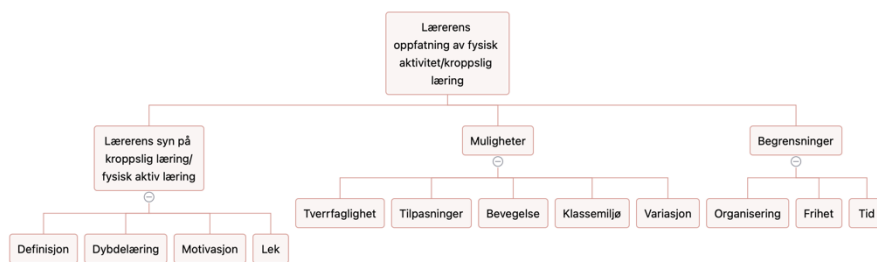 Lærerens
oppfatning av fysisk
aktivitet/kroppslig
læring
Lærerens syn på
kroppslig læring/
fysisk aktiv læring
Muligheter
Begrensninger
Tverrfaglighet
Tilpasninger
Bevegelse
Klassemiljø
Variasjon
Organisering
Frihet
Tid
Definisjon
Dybdelæring
Motivasjon
Lek